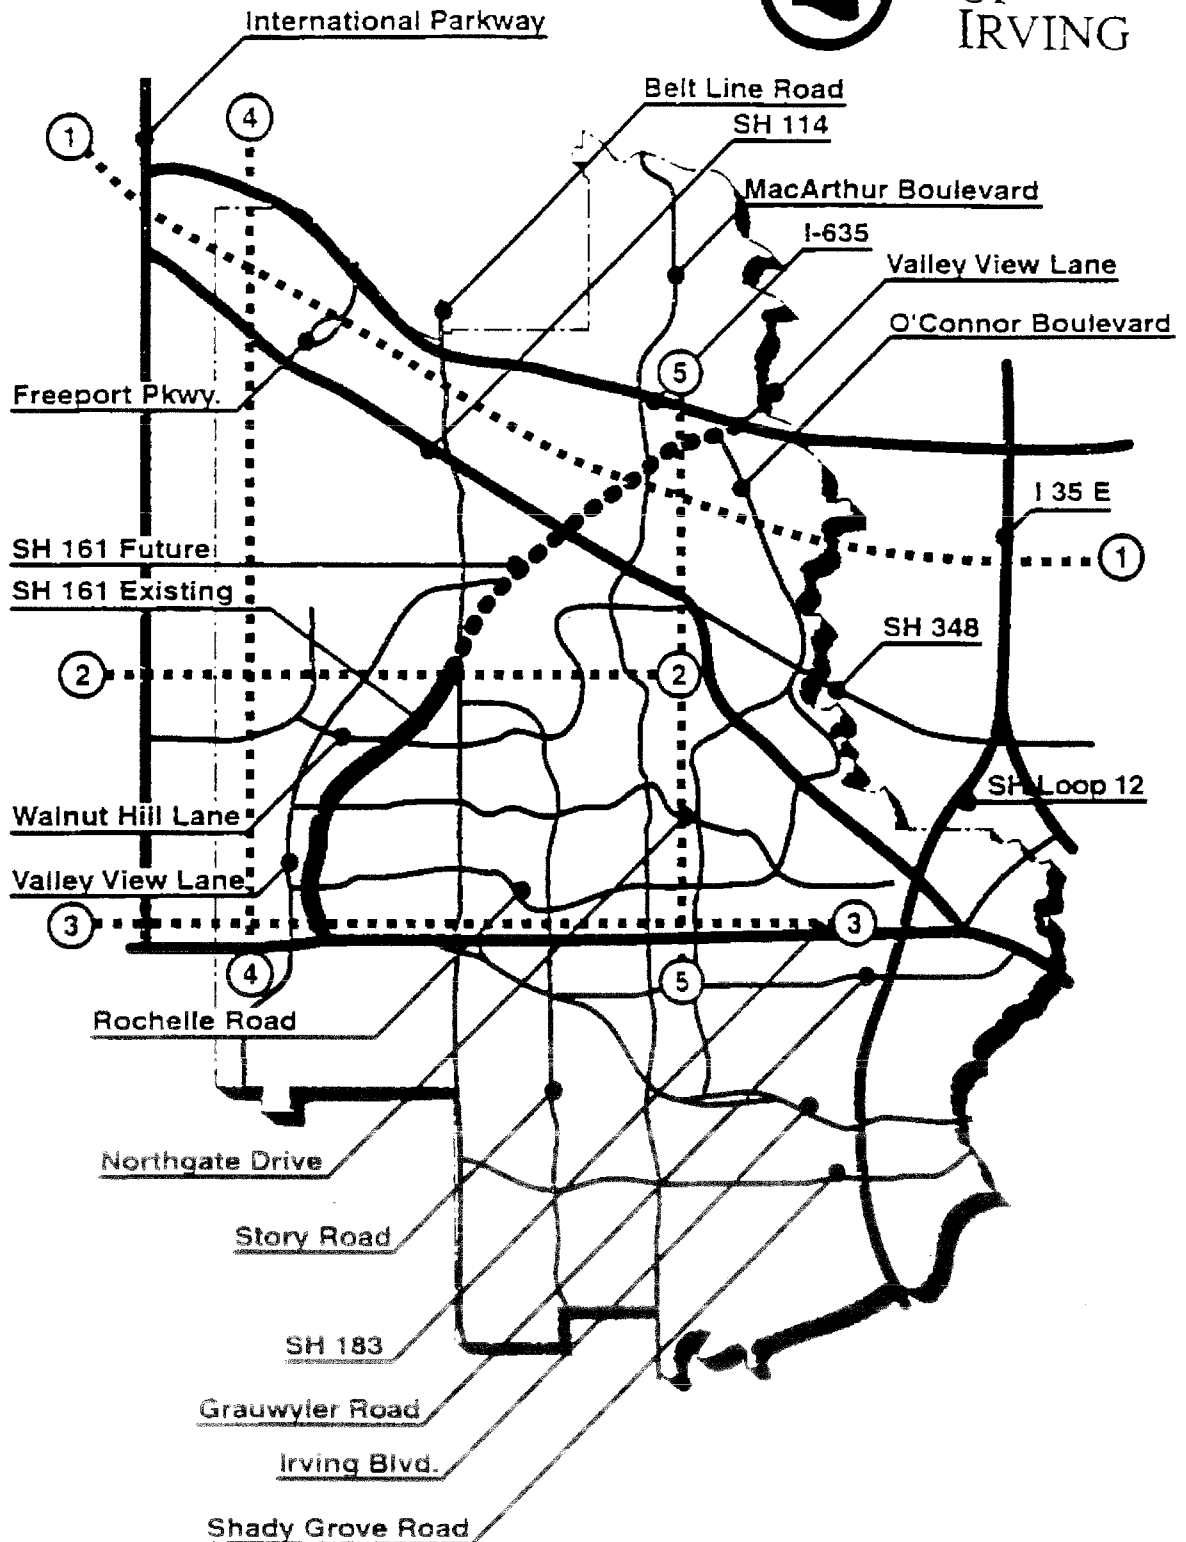 IRVING
International Parkway
Belt Line Road
SH 114
MacArthur Boulevard
I-635
Valley View Lane
O'Connor Boulevard
1
4
5
Freeport Pkwy.
I 35 E
SH 161 Future
1
SH 161 Existing
SH 348
2
2
SH Loop 12
Walnut Hill Lane
Valley View Lane
3
3
4
5
Rochelle Road
Northgate Drive
Story Road
SH 183
Grauwyler Road
Irving Blvd.
Shady Grove Road